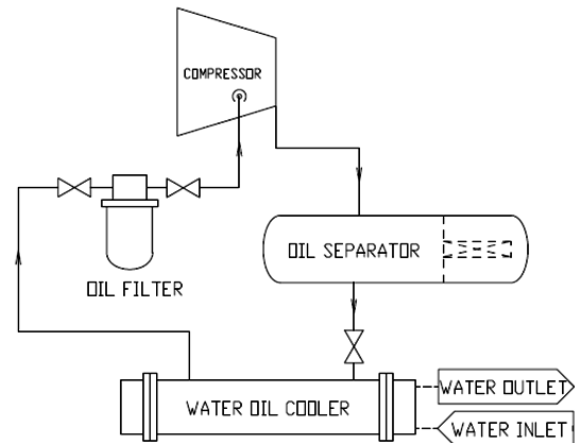 COMPRESSOR
OIL SEPARATOR
OIL FILTER
WATER OIL COOLER
WATER OUTLET
WATER INLET